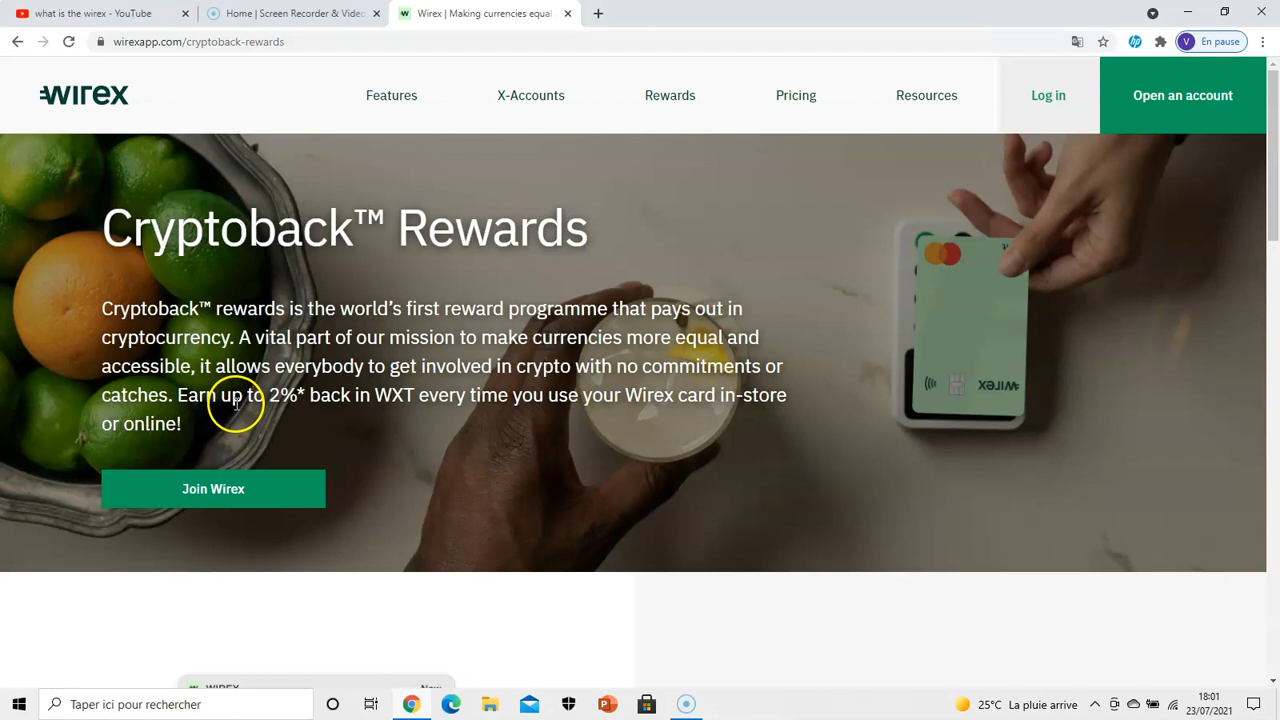 what is the wirex - YouTube
Home | Screen Recorder & Video
Wirex | Making currencies equal
wirexapp.com/cryptoback-rewards
V En pause
wirex
Features
X-Accounts
Rewards
Pricing
Resources
Log in
Open an account
Cryptoback™ Rewards
Cryptoback™ rewards is the world's first reward programme that pays out in
cryptocurrency. A vital part of our mission to make currencies more equal and
accessible, it allows everybody to get involved in crypto with no commitments or
catches. Earn up to 2%* back in WXT every time you use your Wirex card in-store
or online!
Join Wirex
wirex
WIREX
Now
Taper ici pour rechercher
25°C La pluie arrive
18:01
23/07/2021